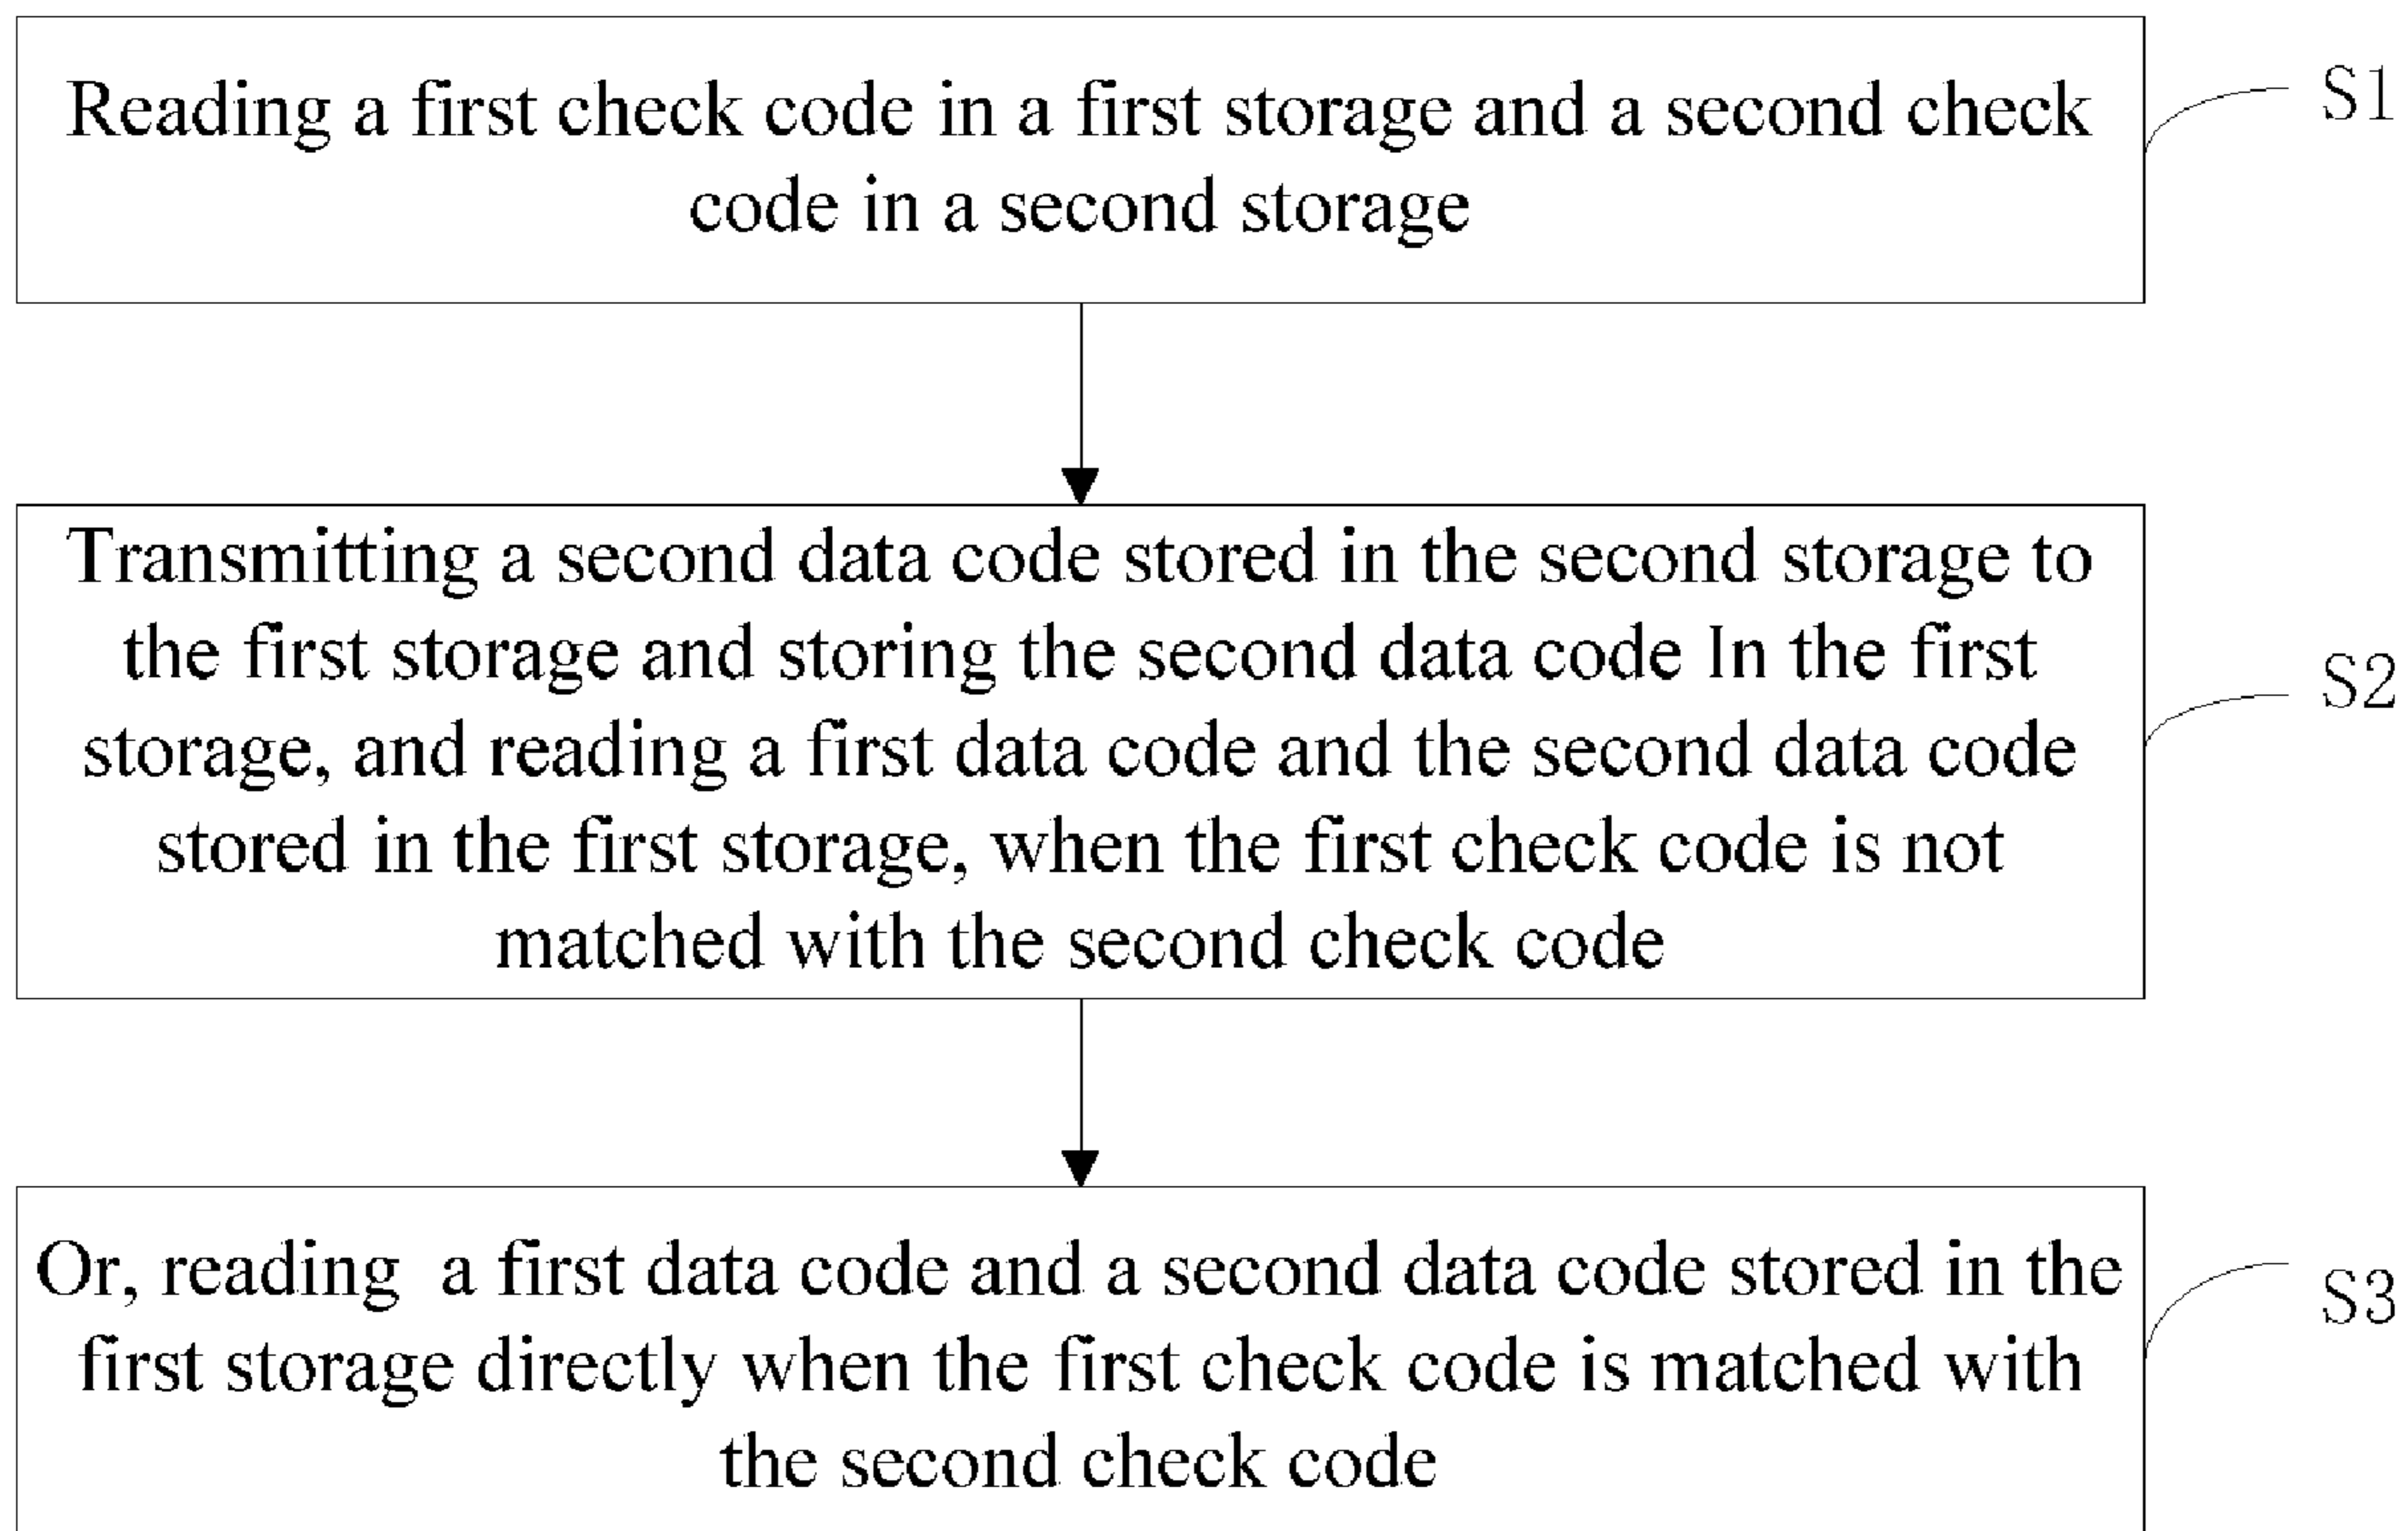 Reading a first check code in a first storage and a second check
code in a second storage
S1
Transmitting a second data code stored in the second storage to
the first storage and storing the second data code In the first
storage, and reading a first data code and the second data code
stored in the first storage, when the first check code is not
matched with the second check code
S2
Or, reading a first data code and a second data code stored in the
first storage directly when the first check code is matched with
the second check code
S3